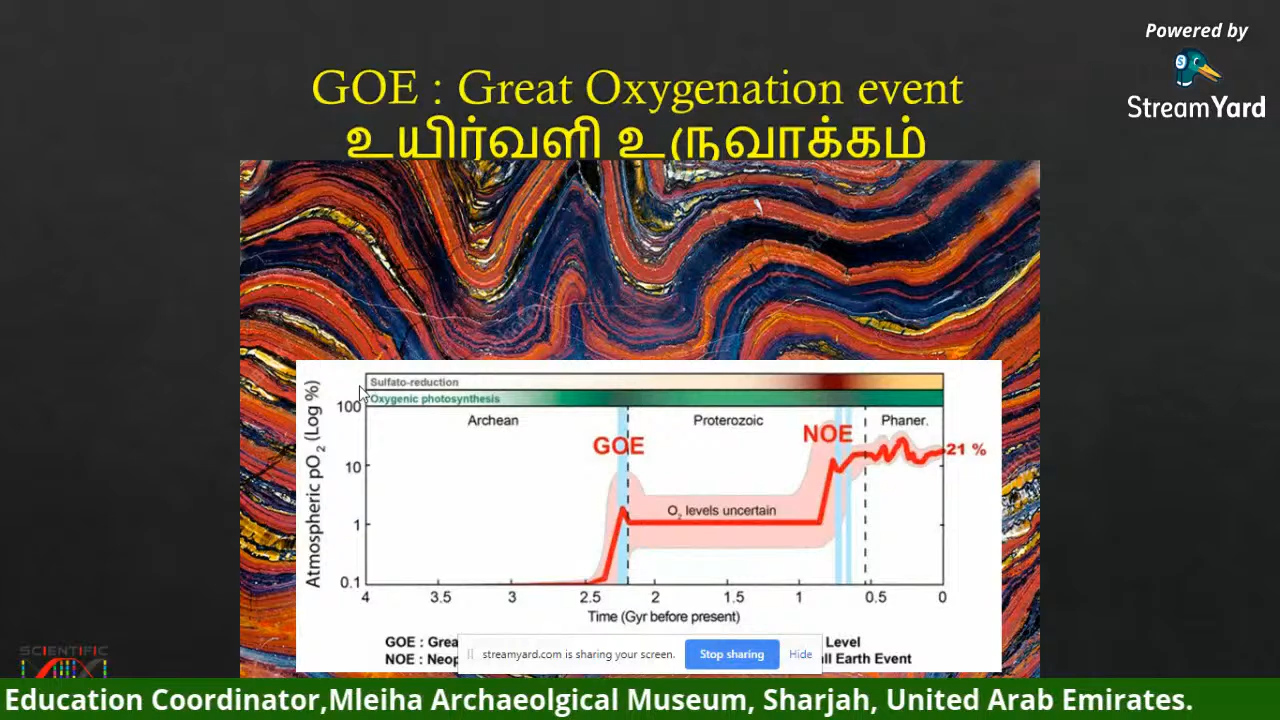 Powered by
StreamYard
GOE : Great Oxygenation event
உயிர்வளி உருவாக்கம்
Sulfato-reduction
Oxygenic photosynthesis
Atmospheric pO2 (Log %)
100
10
1
0.1
Archean
Proterozoic
Phaner.
GOE
NOE
21 %
O2 levels uncertain
4 3.5 3 2.5 2 1.5 1 0.5 0
Time (Gyr before present)
GOE : Level
NOE : Earth Event
streamyard.com is sharing your screen. Stop sharing Hide
SCIENTIFIC
Education Coordinator,Mleiha Archaeolgical Museum, Sharjah, United Arab Emirates.